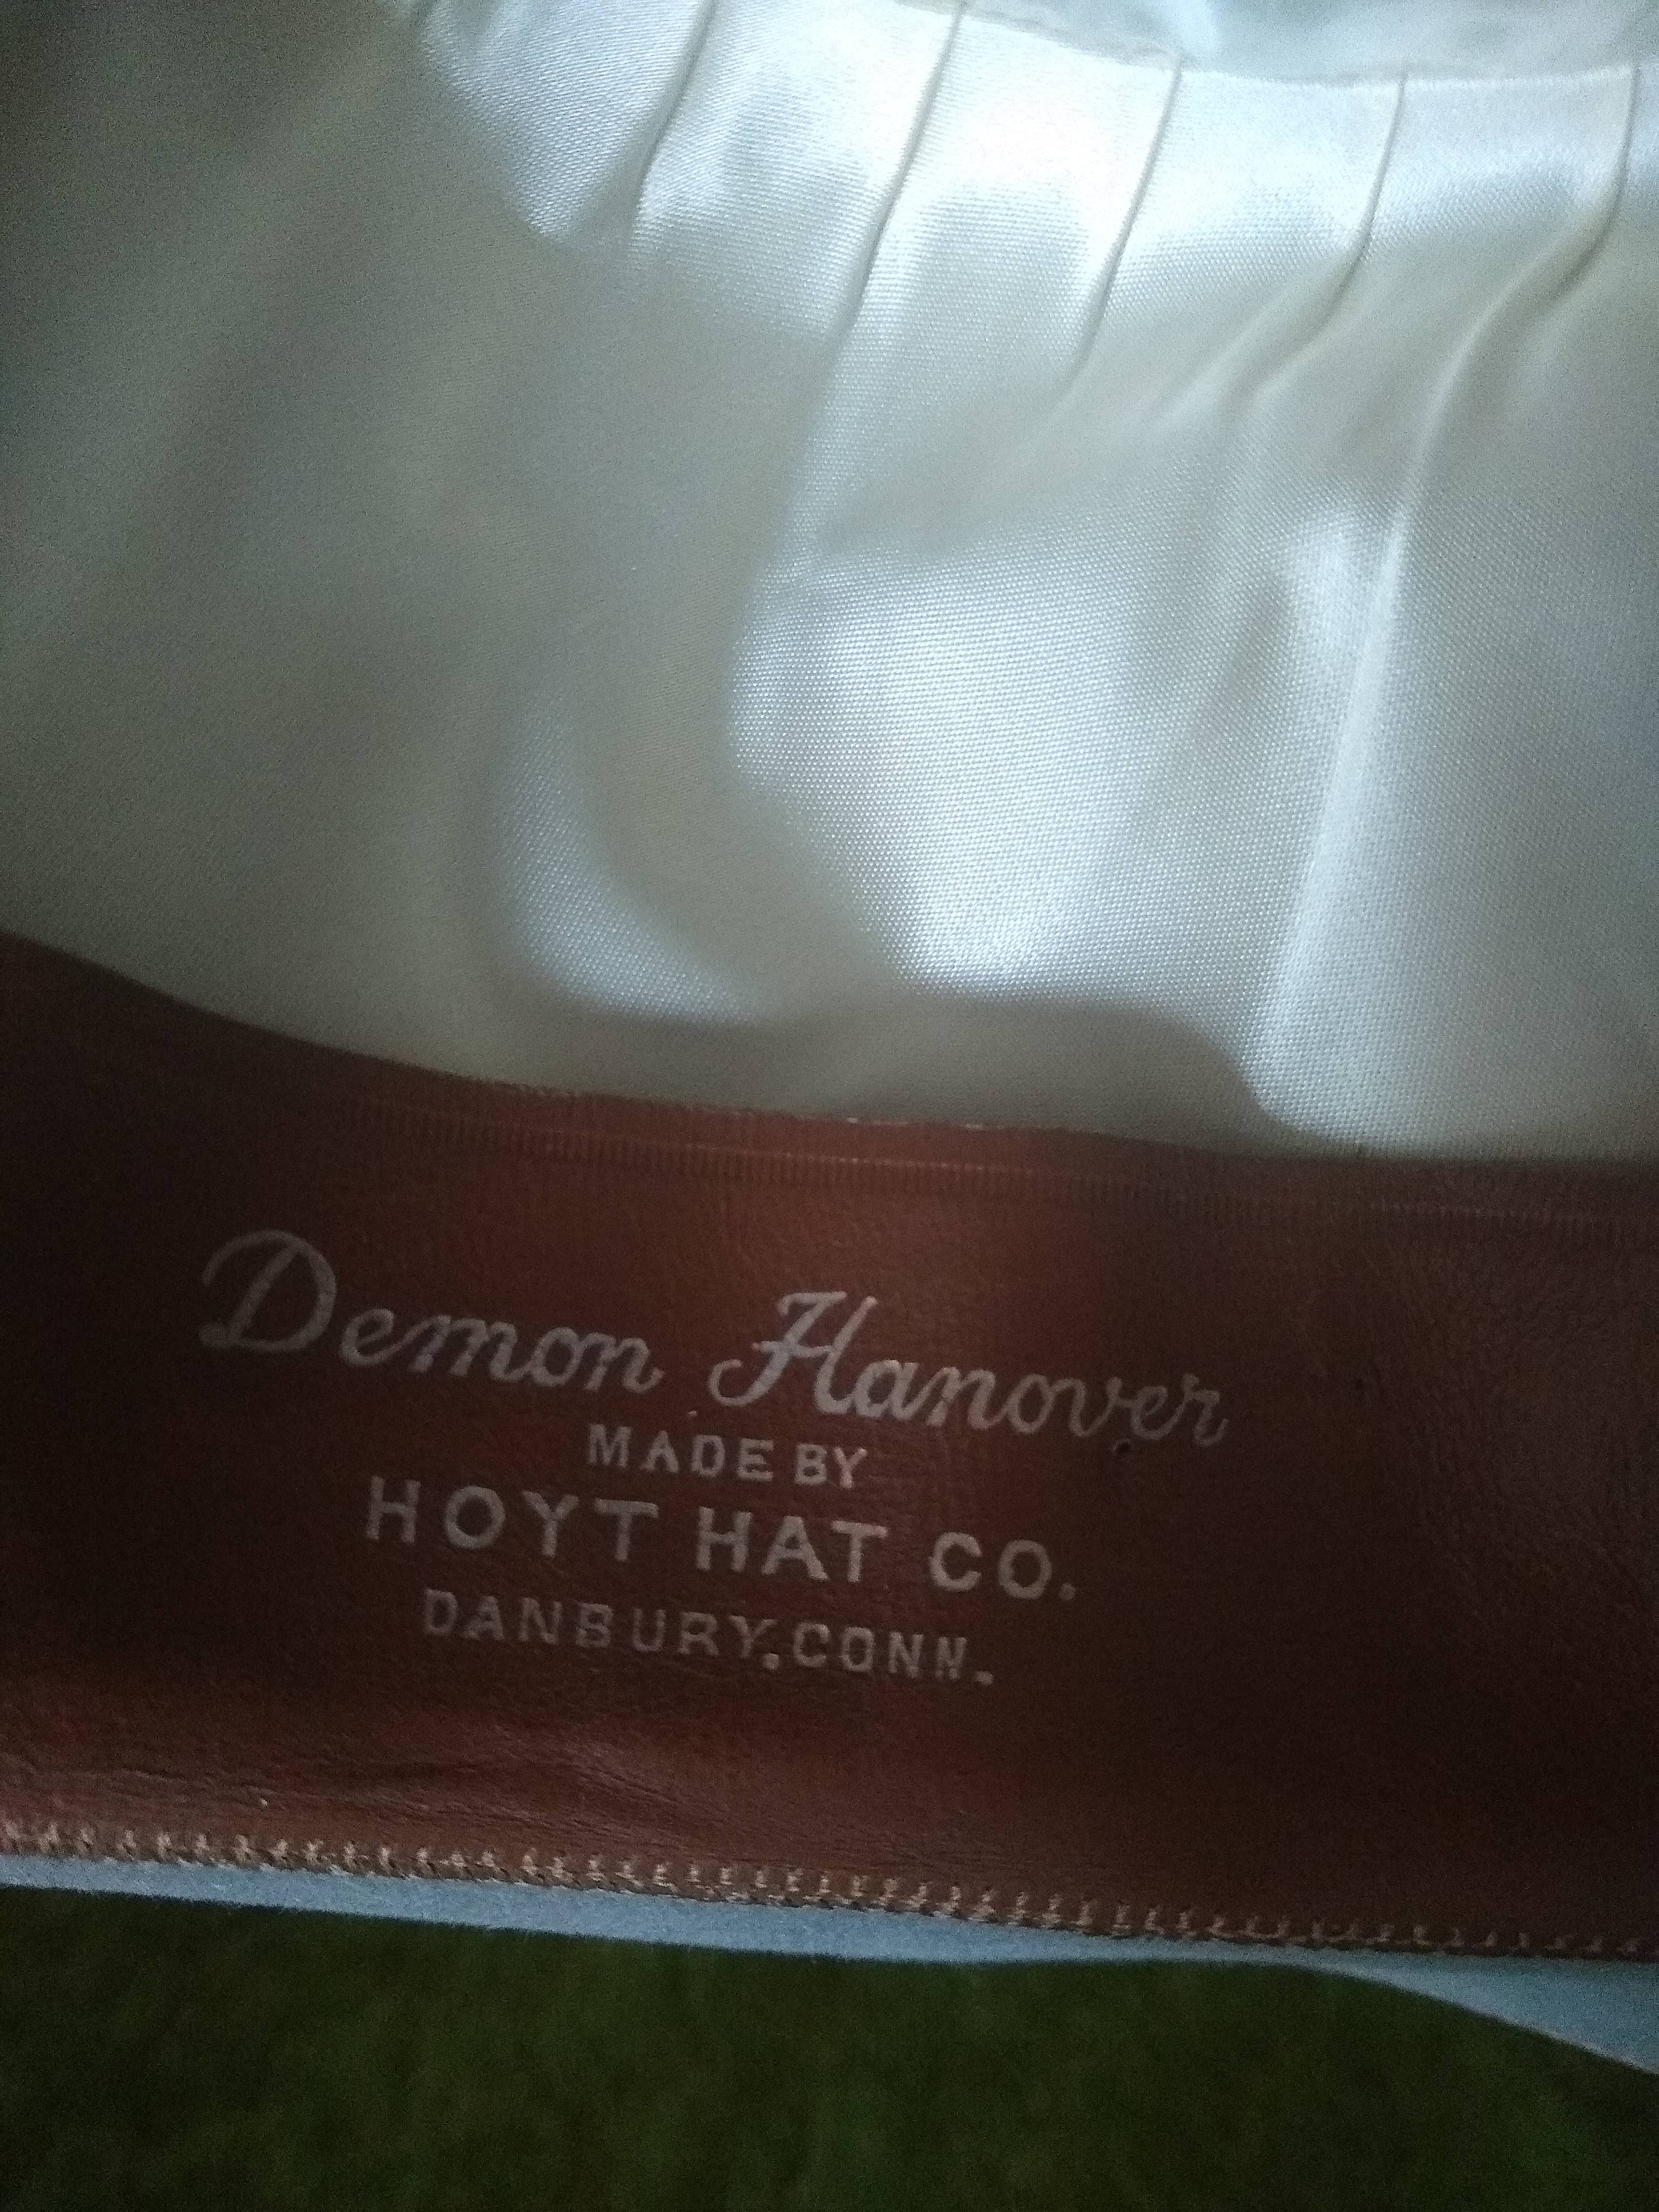 Demon Hanover
MADE BY
HOYT HAT CO.
DANBURY, CONN.